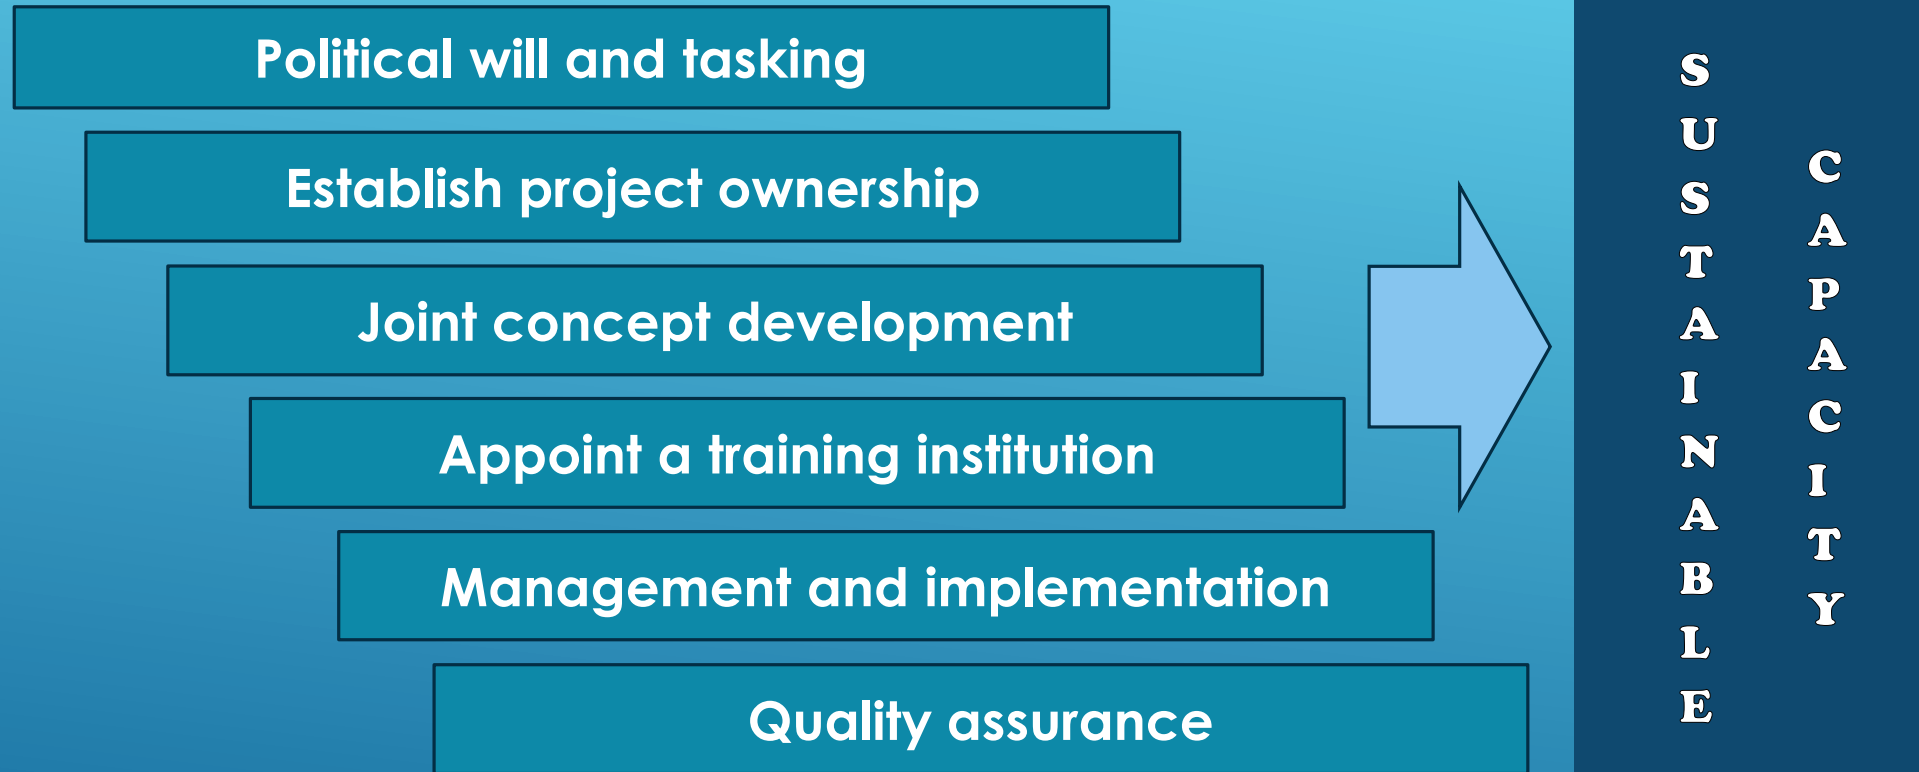 Political will and tasking
Establish project ownership
Joint concept development
Appoint a training institution
Management and implementation
Quality assurance
SUSTAINABLE
CAPACITY